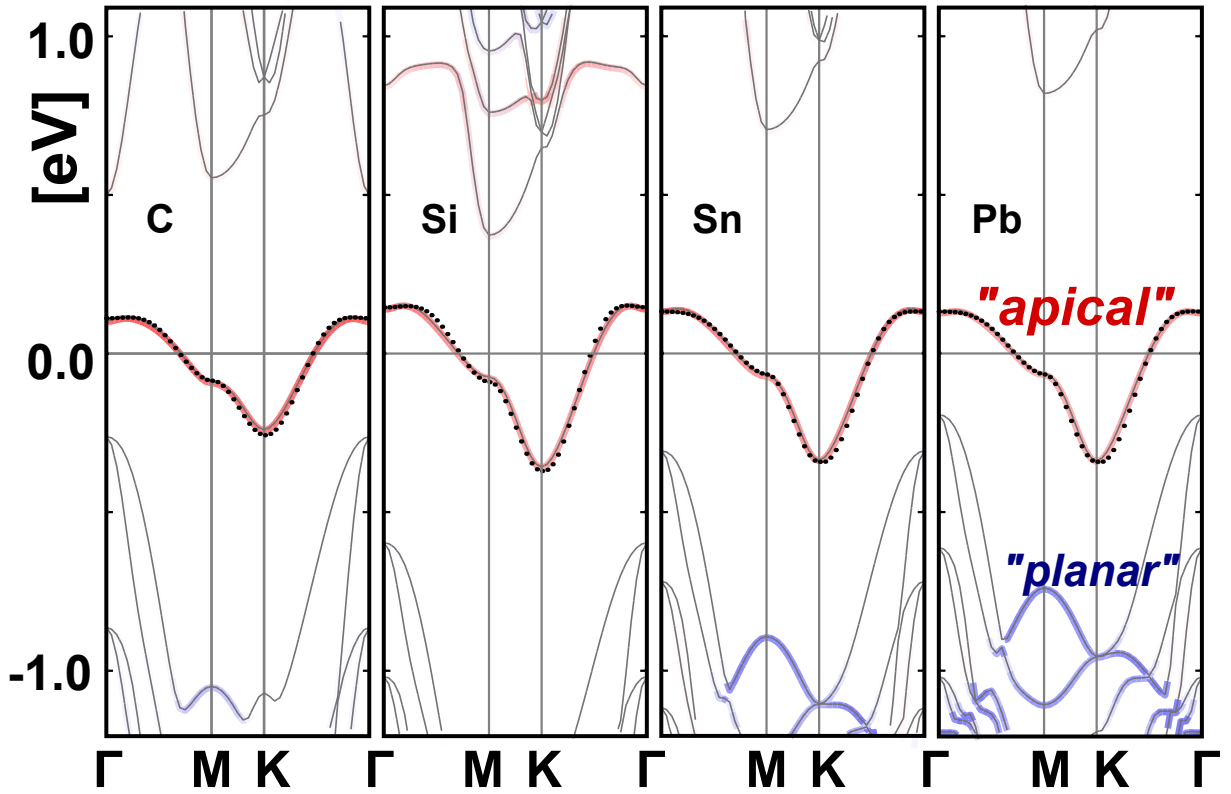 1.0
[eV]
C
Si
Sn
Pb
"apical"
0.0
"planar"
-1.0
Γ M K Γ M K Γ M K Γ M K Γ